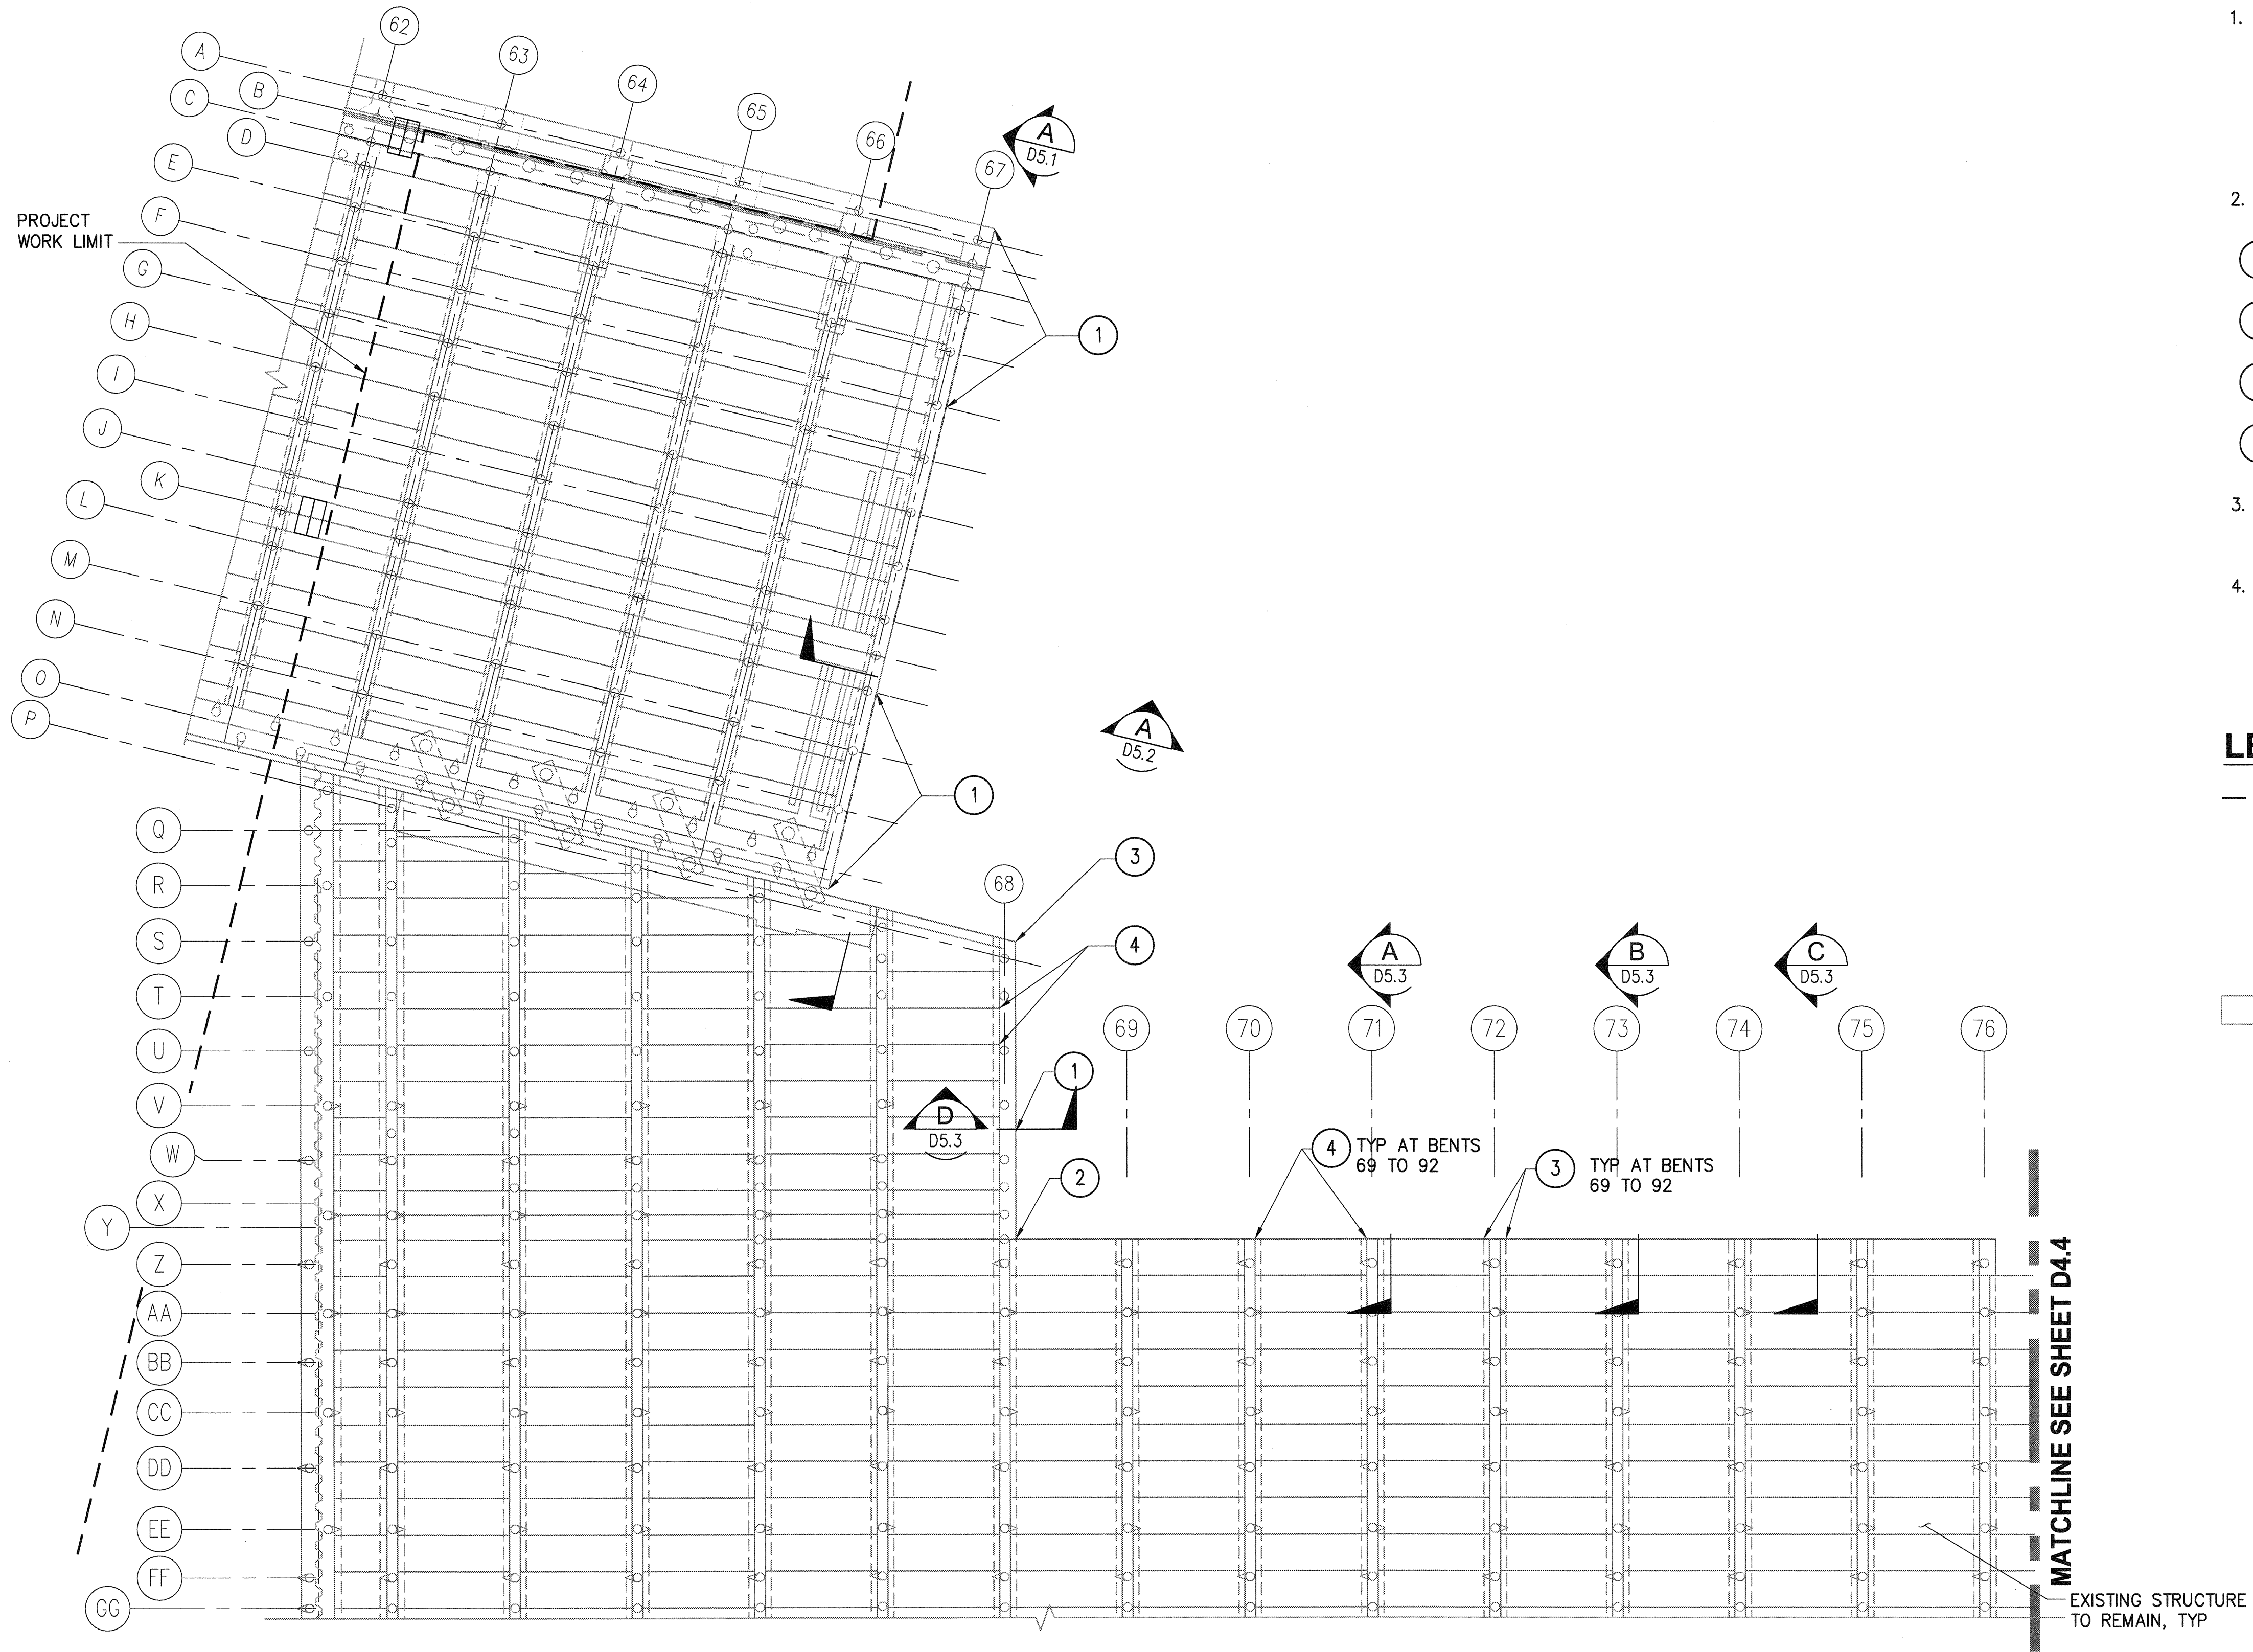 1.
2.
3.
4.
LE
62
63
64
65
66
67
A
B
C
D
E
F
G
H
I
J
K
L
M
N
O
P
PROJECT
WORK LIMIT
A
D5.1
1
A
D5.2
1
3
68
4
Q
R
S
T
U
V
W
X
Y
Z
AA
BB
CC
DD
EE
FF
GG
A
D5.3
B
D5.3
C
D5.3
69
70
71
72
73
74
75
76
1
D
D5.3
2
4
TYP AT BENTS
69 TO 92
3
TYP AT BENTS
69 TO 92
MATCHLINE SEE SHEET D4.4
EXISTING STRUCTURE
TO REMAIN, TYP